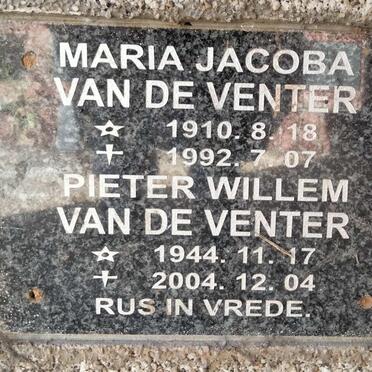 MARIA JACOBA
VAN DE VENTER
☆ 1910. 8. 18
✝ 1992. 7. 07
PIETER WILLEM
VAN DE VENTER
☆ 1944. 11. 17
✝ 2004. 12. 04
RUS IN VREDE.